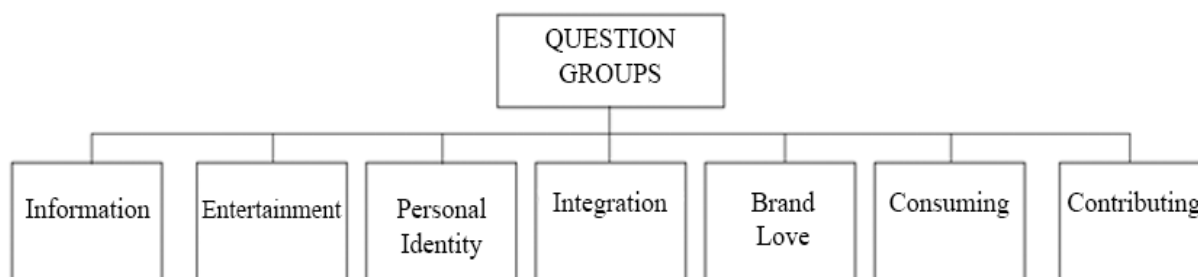 QUESTION
GROUPS
Information
Entertainment
Personal
Identity
Integration
Brand
Love
Consuming
Contributing